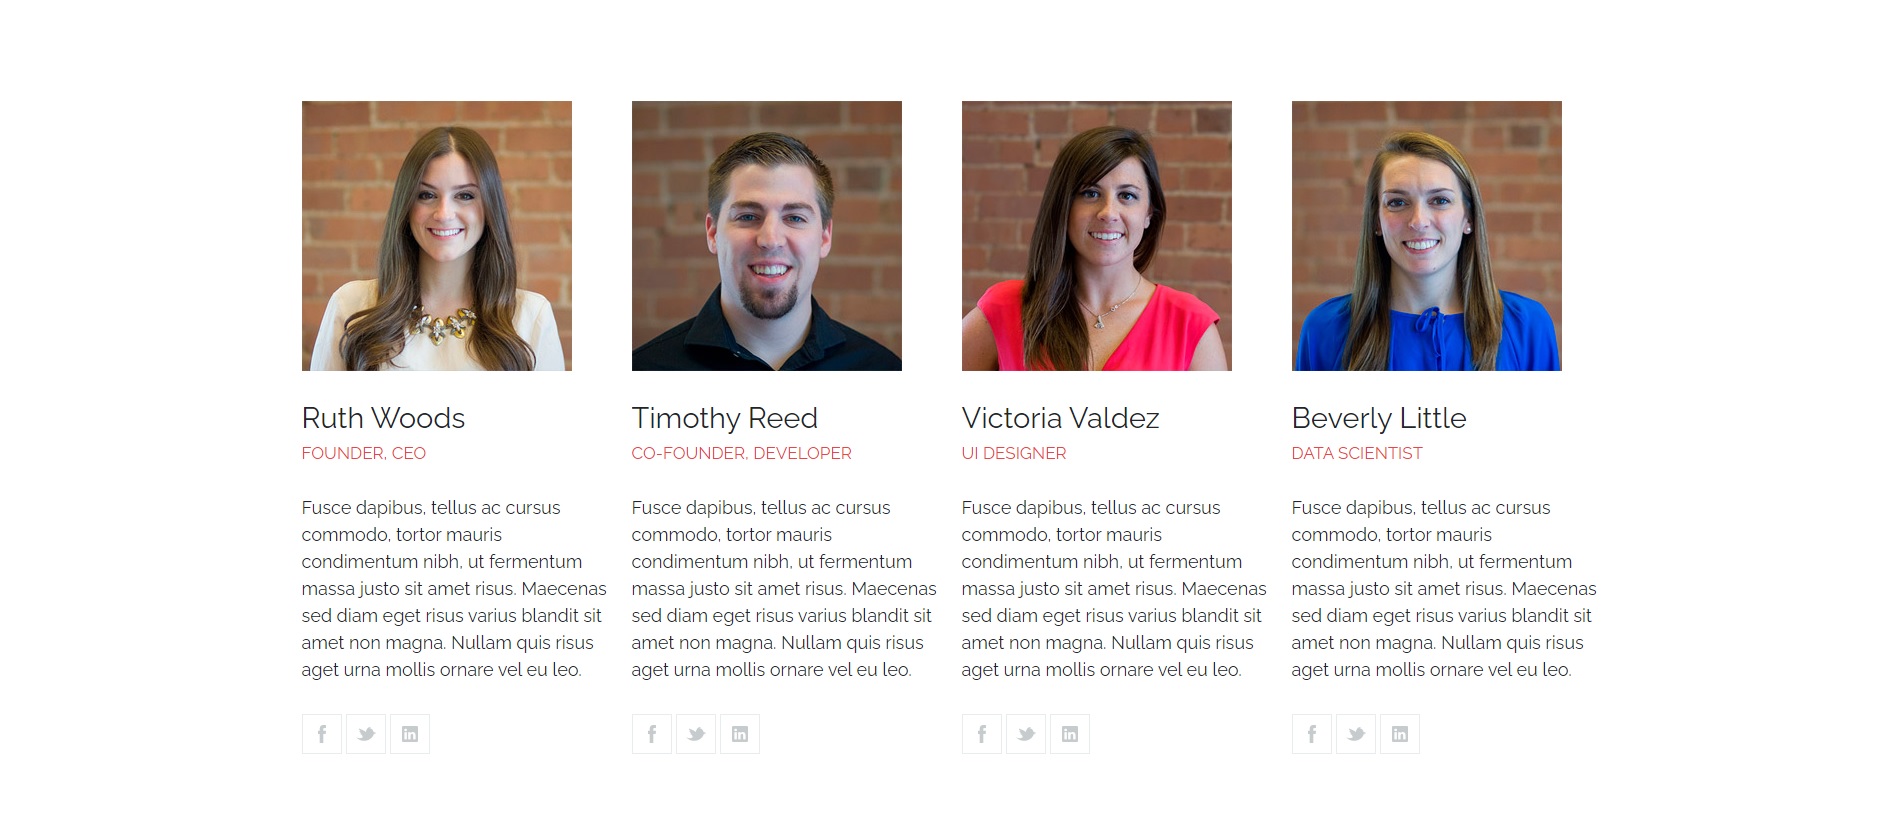 Ruth Woods
FOUNDER, CEO
Fusce dapibus, tellus ac cursus
commodo, tortor mauris
condimentum nibh, ut fermentum
massa justo sit amet risus. Maecenas
sed diam eget risus varius blandit sit
amet non magna. Nullam quis risus
aget urna mollis ornare vel eu leo.
Timothy Reed
CO-FOUNDER, DEVELOPER
Fusce dapibus, tellus ac cursus
commodo, tortor mauris
condimentum nibh, ut fermentum
massa justo sit amet risus. Maecenas
sed diam eget risus varius blandit sit
amet non magna. Nullam quis risus
aget urna mollis ornare vel eu leo.
Victoria Valdez
UI DESIGNER
Fusce dapibus, tellus ac cursus
commodo, tortor mauris
condimentum nibh, ut fermentum
massa justo sit amet risus. Maecenas
sed diam eget risus varius blandit sit
amet non magna. Nullam quis risus
aget urna mollis ornare vel eu leo.
Beverly Little
DATA SCIENTIST
Fusce dapibus, tellus ac cursus
commodo, tortor mauris
condimentum nibh, ut fermentum
massa justo sit amet risus. Maecenas
sed diam eget risus varius blandit sit
amet non magna. Nullam quis risus
aget urna mollis ornare vel eu leo.